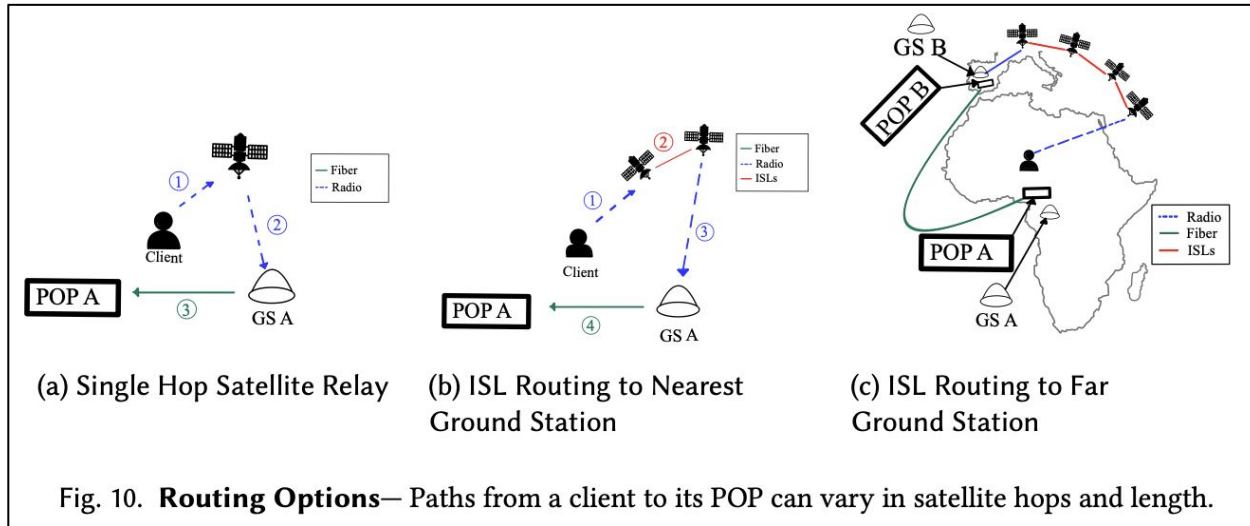 ①
②
Client
③
POP A
GS A
Fiber
Radio
(a) Single Hop Satellite Relay
①
②
③
Client
④
POP A
GS A
Fiber
Radio
ISLs
(b) ISL Routing to Nearest
Ground Station
GS B
POP B
POP A
GS A
Radio
Fiber
ISLs
(c) ISL Routing to Far
Ground Station
Fig. 10. Routing Options— Paths from a client to its POP can vary in satellite hops and length.